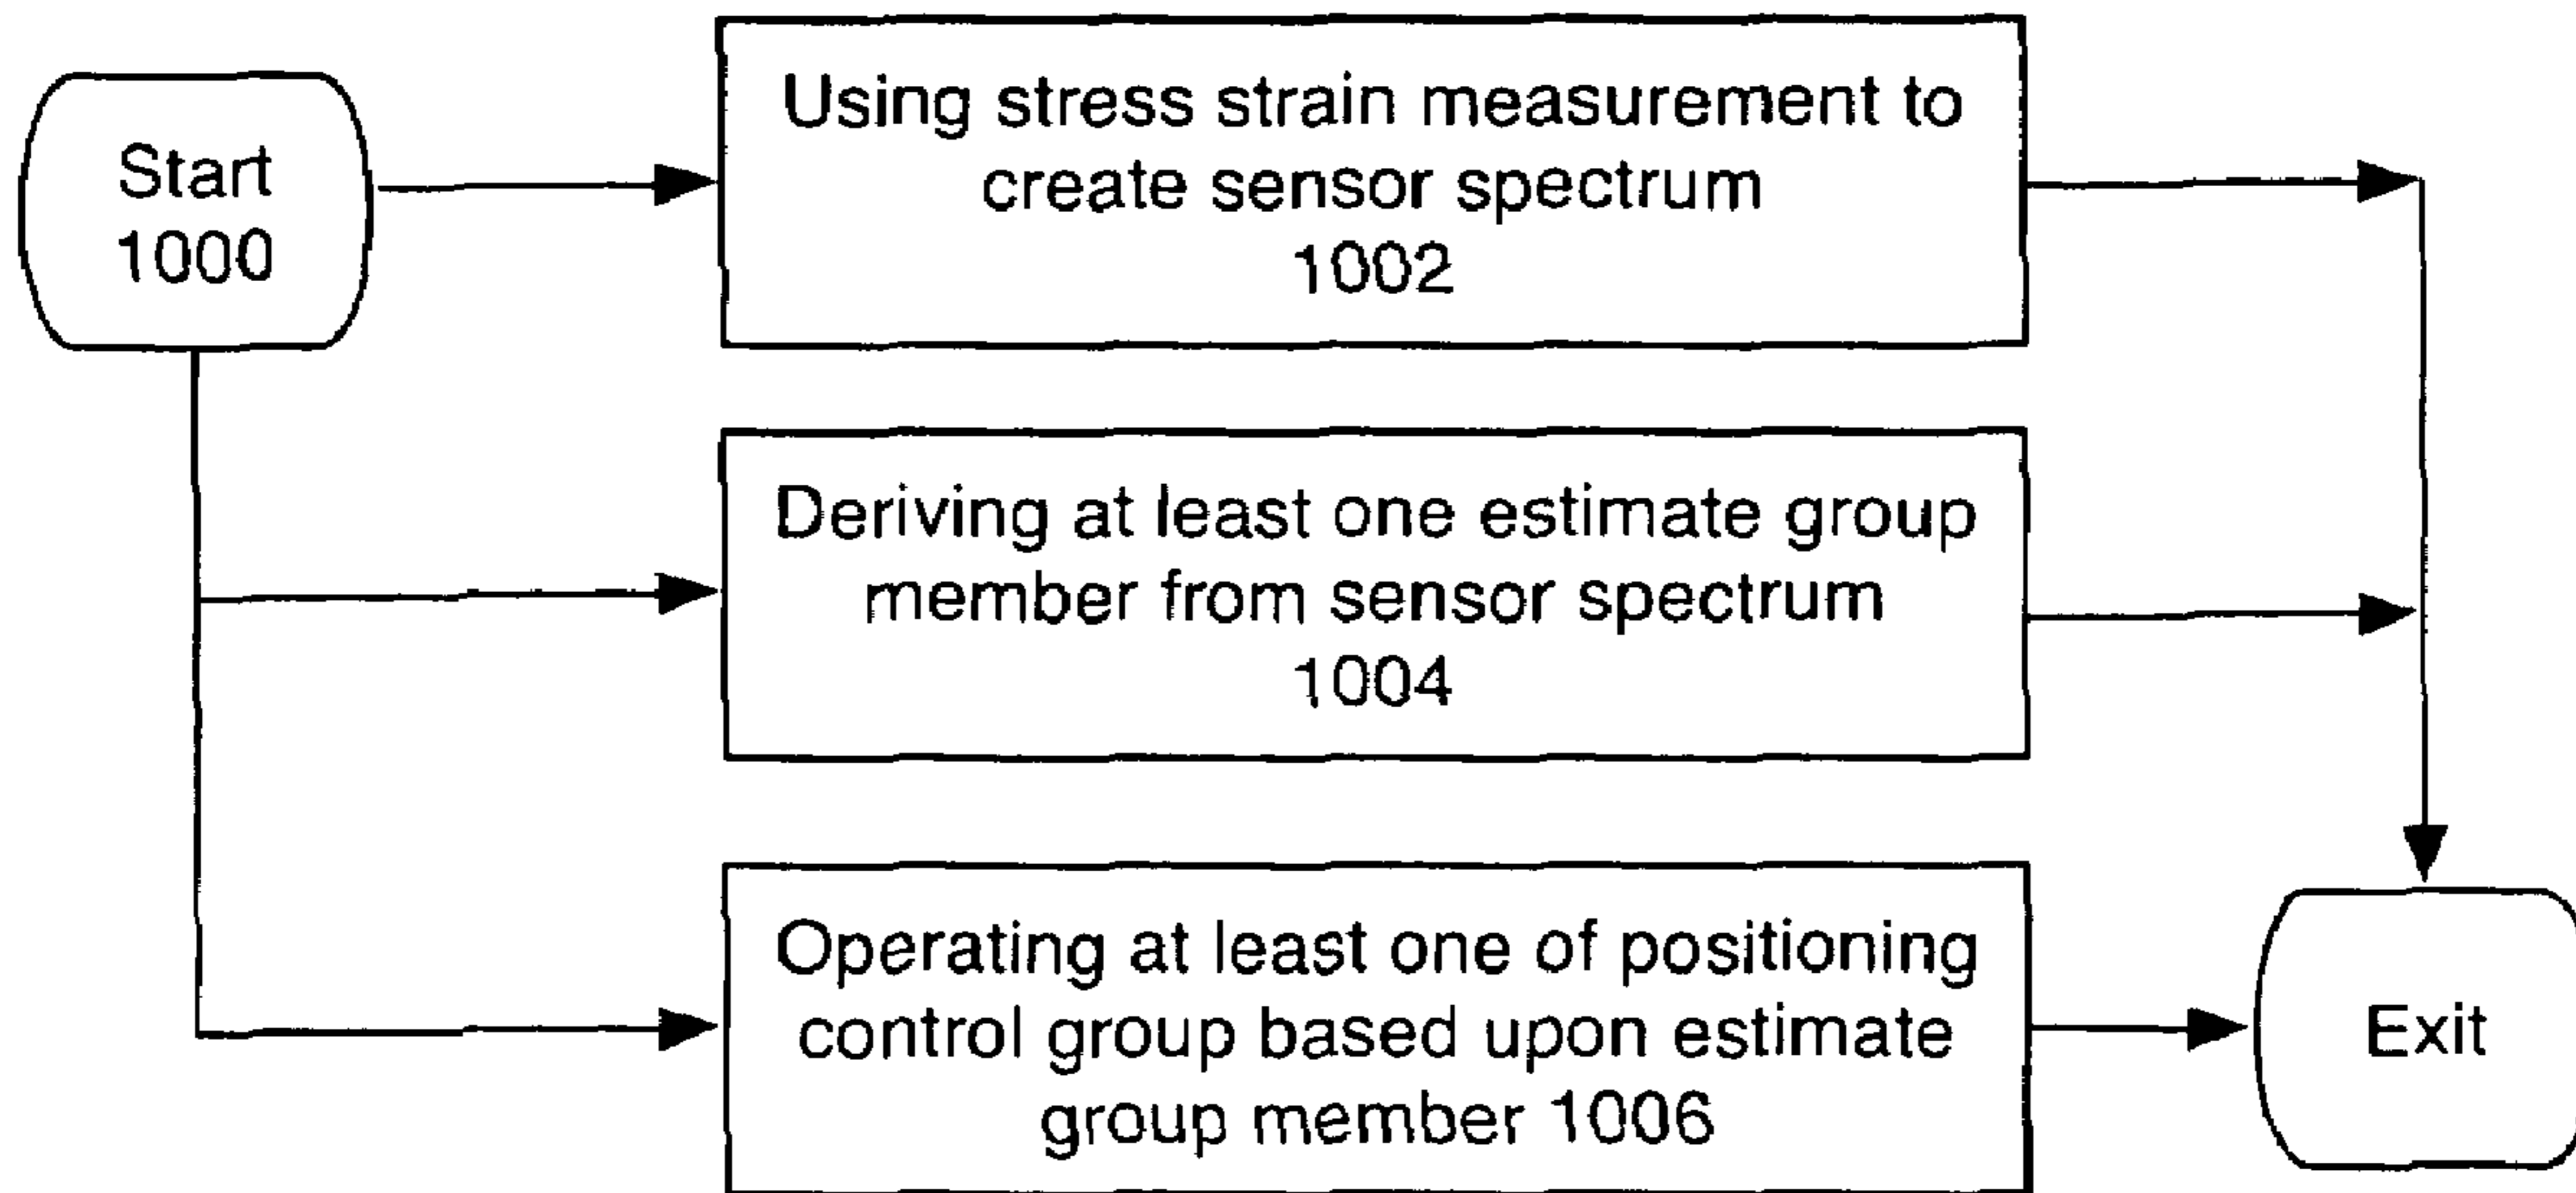 Start
1000
Using stress strain measurement to
create sensor spectrum
1002
Deriving at least one estimate group
member from sensor spectrum
1004
Operating at least one of positioning
control group based upon estimate
group member 1006
Exit